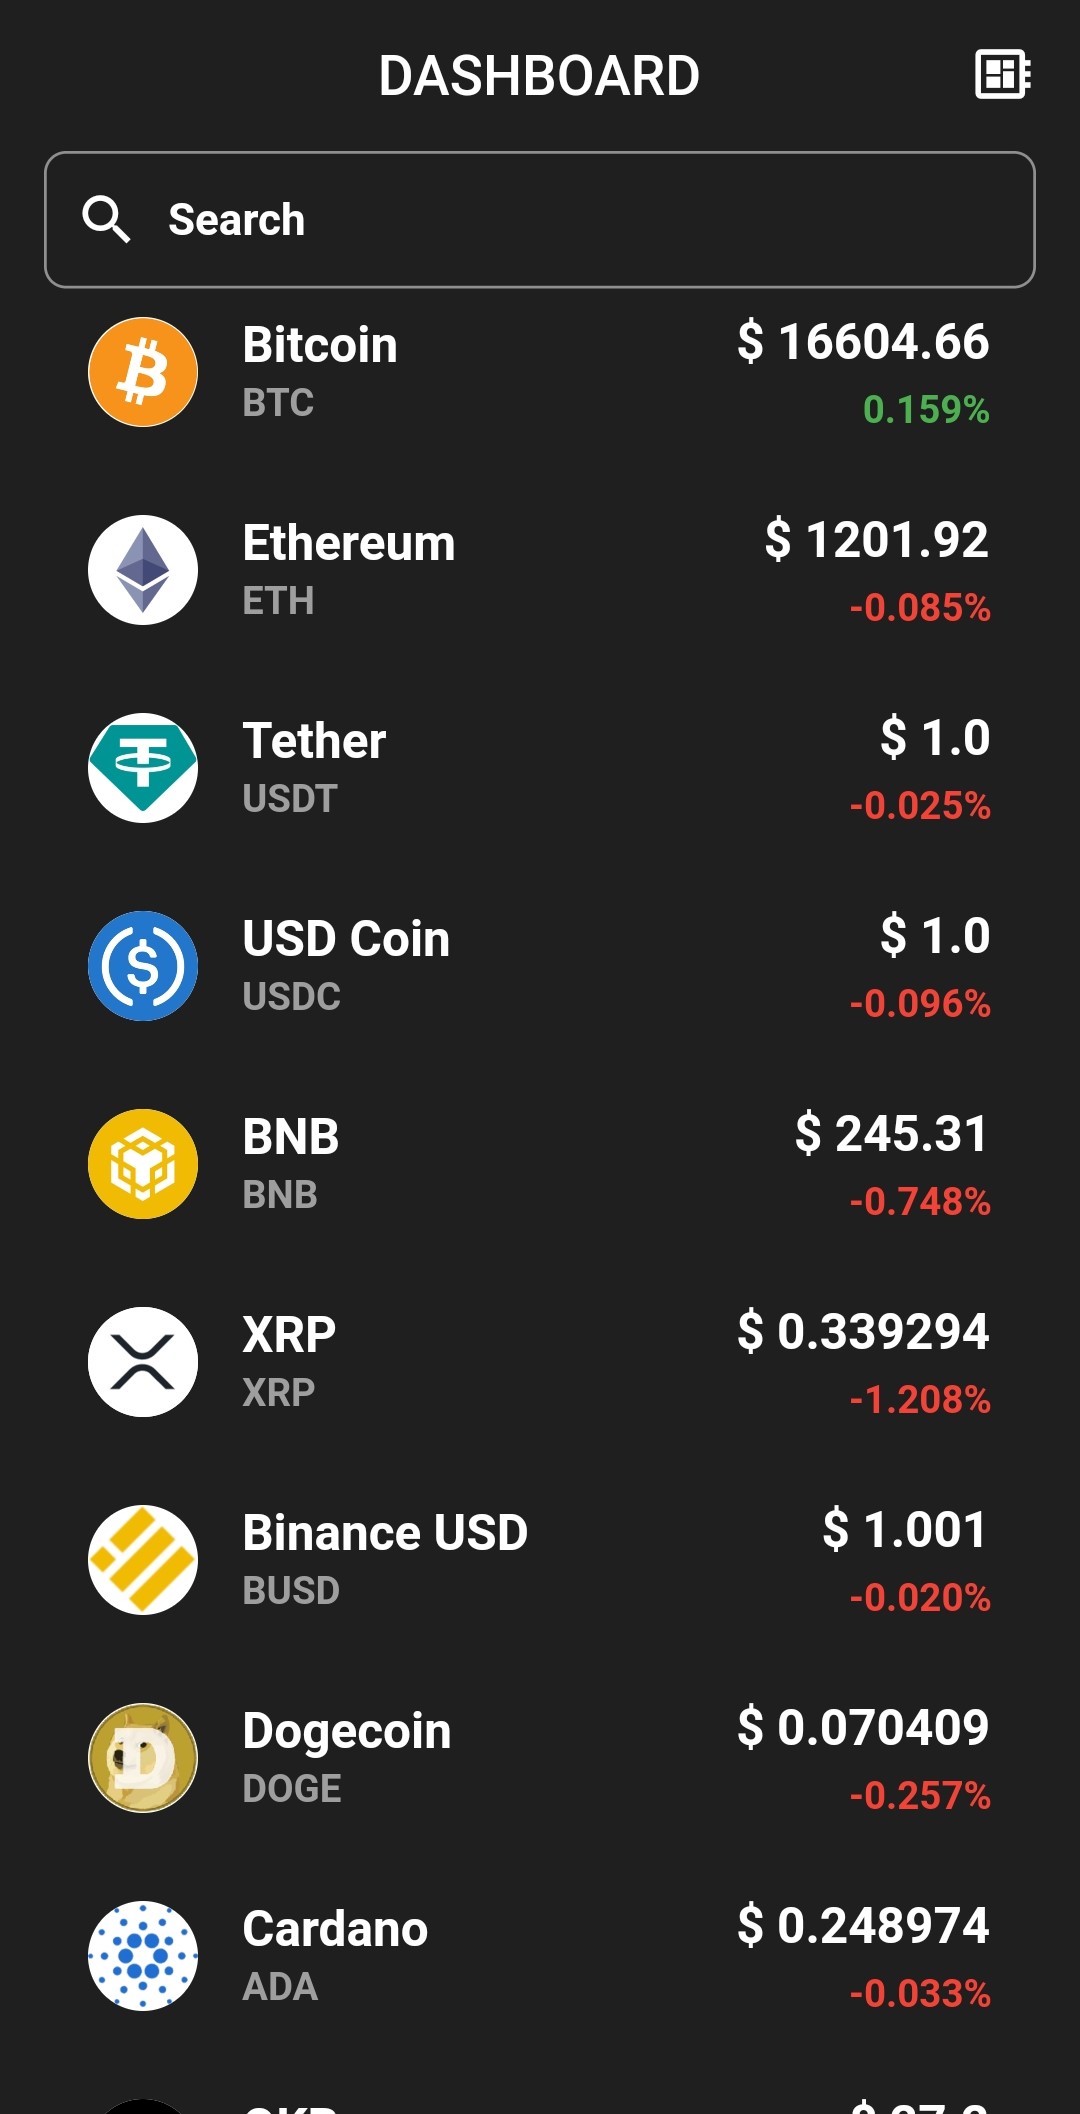 DASHBOARD
Search
Bitcoin
$ 16604.66
BTC
0.159%
Ethereum
$ 1201.92
ETH
-0.085%
Tether
$ 1.0
USDT
-0.025%
USD Coin
$ 1.0
USDC
-0.096%
BNB
$ 245.31
BNB
-0.748%
XRP
$ 0.339294
XRP
-1.208%
Binance USD
$ 1.001
BUSD
-0.020%
Dogecoin
$ 0.070409
DOGE
-0.257%
Cardano
$ 0.248974
ADA
-0.033%